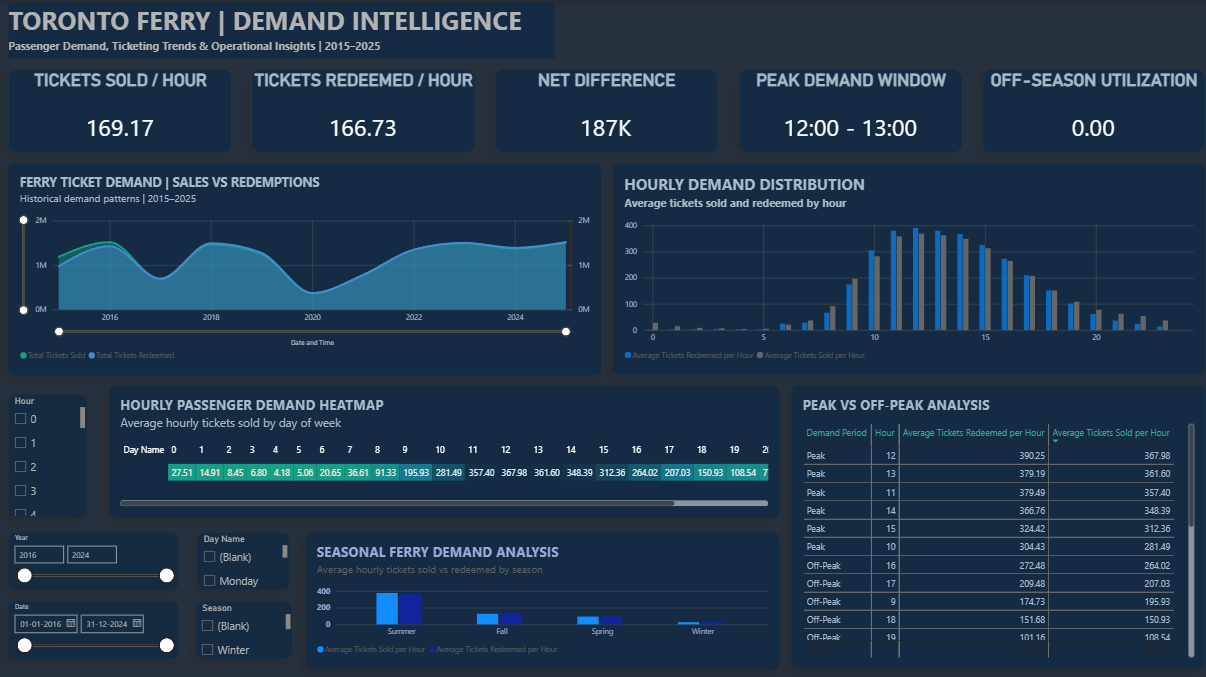 TORONTO FERRY | DEMAND INTELLIGENCE
Passenger Demand, Ticketing Trends & Operational Insights | 2015–2025
TICKETS SOLD / HOUR
169.17
TICKETS REDEEMED / HOUR
166.73
NET DIFFERENCE
187K
PEAK DEMAND WINDOW
12:00 - 13:00
OFF-SEASON UTILIZATION
0.00
FERRY TICKET DEMAND | SALES VS REDEMPTIONS
Historical demand patterns | 2015–2025
2M 2M
1M 1M
0M 0M
2016 2018 2020 2022 2024
Date and Time
Total Tickets Sold Total Tickets Redeemed
HOURLY DEMAND DISTRIBUTION
Average tickets sold and redeemed by hour
400
300
200
100
0
0 5 10 15 20
Average Tickets Redeemed per Hour Average Tickets Sold per Hour
Hour
0
1
2
3
4
HOURLY PASSENGER DEMAND HEATMAP
Average hourly tickets sold by day of week
Day Name 0 1 2 3 4 5 6 7 8 9 10 11 12 13 14 15 16 17 18 19
27.51 14.91 8.45 6.80 4.18 5.06 20.65 36.61 91.33 195.93 281.49 357.40 367.98 361.60 348.39 312.36 264.02 207.03 150.93 108.54
PEAK VS OFF-PEAK ANALYSIS
Demand Period Hour Average Tickets Redeemed per Hour Average Tickets Sold per Hour
Peak 12 390.25 367.98
Peak 13 379.19 361.60
Peak 11 379.49 357.40
Peak 14 366.76 348.39
Peak 15 324.42 312.36
Peak 10 304.43 281.49
Off-Peak 16 272.48 264.02
Off-Peak 17 209.48 207.03
Off-Peak 9 174.73 195.93
Off-Peak 18 151.68 150.93
Off-Peak 19 101.16 108.54
Year
2016 2024
Date
01-01-2016 31-12-2024
Day Name
(Blank)
Monday
Season
(Blank)
Winter
SEASONAL FERRY DEMAND ANALYSIS
Average hourly tickets sold vs redeemed by season
400
200
0
Summer Fall Spring Winter
Average Tickets Sold per Hour Average Tickets Redeemed per Hour